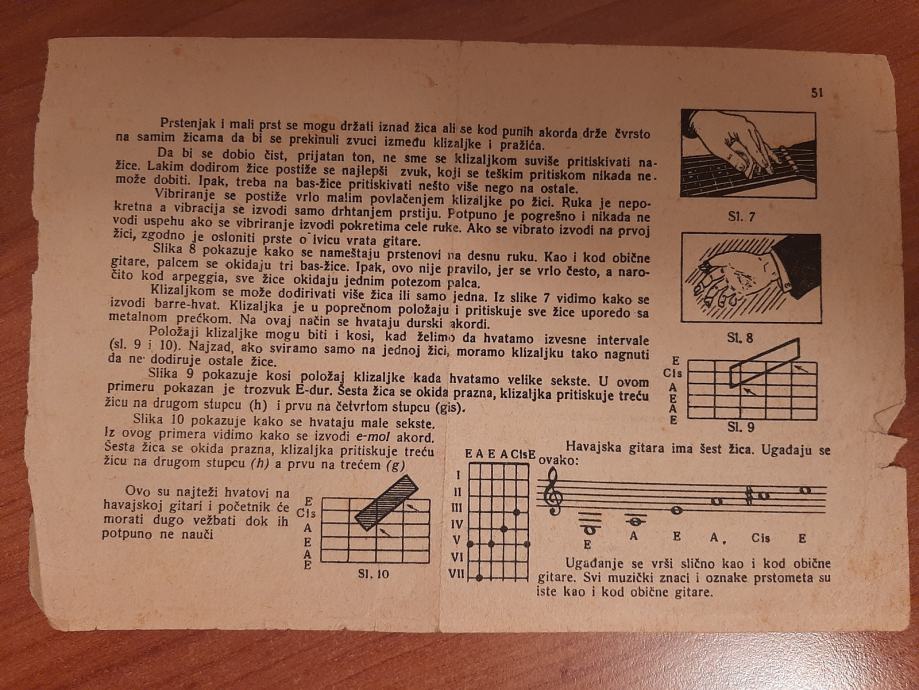 51
Prstenjak i mali prst se mogu držati iznad žica ali se kod punih akorda drže čvrsto
na samim žicama da bi se prekinuli zvuci između klizaljke i pražića.
Da bi se dobio čist, prijatan ton, ne sme se klizaljkom suviše pritiskivati na-
žice. Lakim dodirom žice postiže se najlepši zvuk, koji se teškim pritiskom nikada ne
može dobiti. Ipak, treba na bas-žice pritiskivati nešto više nego na ostale.
Vibriranje se postiže vrlo malim povlačenjem klizaljke po žici. Ruka je nepo-
kretna a vibracija se izvodi samo drhtanjem prstiju. Potpuno je pogrešno i nikada ne
vodi uspehu ako se vibriranje izvodi pokretima cele ruke. Ako se vibrato izvodi na prvoj
žici, zgodno je osloniti prste o ivicu vrata gitare.
Slika 8 pokazuje kako se nameštaju prstenovi na desnu ruku. Kao i kod obične
gitare, palcem se okidaju tri bas-žice. Ipak, ovo nije pravilo, jer se vrlo često, a naro-
čito kod arpeggia, sve žice okidaju jednim potezom palca.
Klizaljkom se može dodirivati više žica ili samo jedna. Iz slike 7 vidimo kako se
izvodi barre-hvat. Klizaljka je u poprečnom položaju i pritiskuje sve žice uporedo sa
metalnom prečkom. Na ovaj način se hvataju durski akordi.
Položaji klizaljke mogu biti i kosi, kad želimo da hvatamo izvesne intervale
(sl. 9 i 10). Najzad, ako sviramo samo na jednoj žici, moramo klizaljku tako nagnuti
da ne dodiruje ostale žice.
Slika 9 pokazuje kosi položaj klizaljke kada hvatamo velike sekste. U ovom
primeru pokazan je trozvuk E-dur. Šesta žica se okida prazna, klizaljka pritiskuje treću
žicu na drugom stupcu (h) i prvu na četvrtom stupcu (gis).
Slika 10 pokazuje kako se hvataju male sekste.
Iz ovog primera vidimo kako se izvodi e-mol akord.
Šesta žica se okida prazna, klizaljka pritiskuje treću
žicu na drugom stupcu (h) a prvu na trećem (g)
Ovo su najteži hvatovi na
havajskoj gitari i početnik će
morati dugo vežbati dok ih
potpuno ne nauči
E
Cis
A
E
A
E
Sl. 10
Sl. 7
Sl. 8
E
Cis
A
E
A
E
Sl. 9
E A E A Cis E
I
II
III
IV
V
VI
VII
Havajska gitara ima šest žica. Ugađaju se
ovako:
E A E A. Cis E
Ugađanje se vrši slično kao i kod obične
gitare. Svi muzički znaci i oznake prstometa su
iste kao i kod obične gitare.